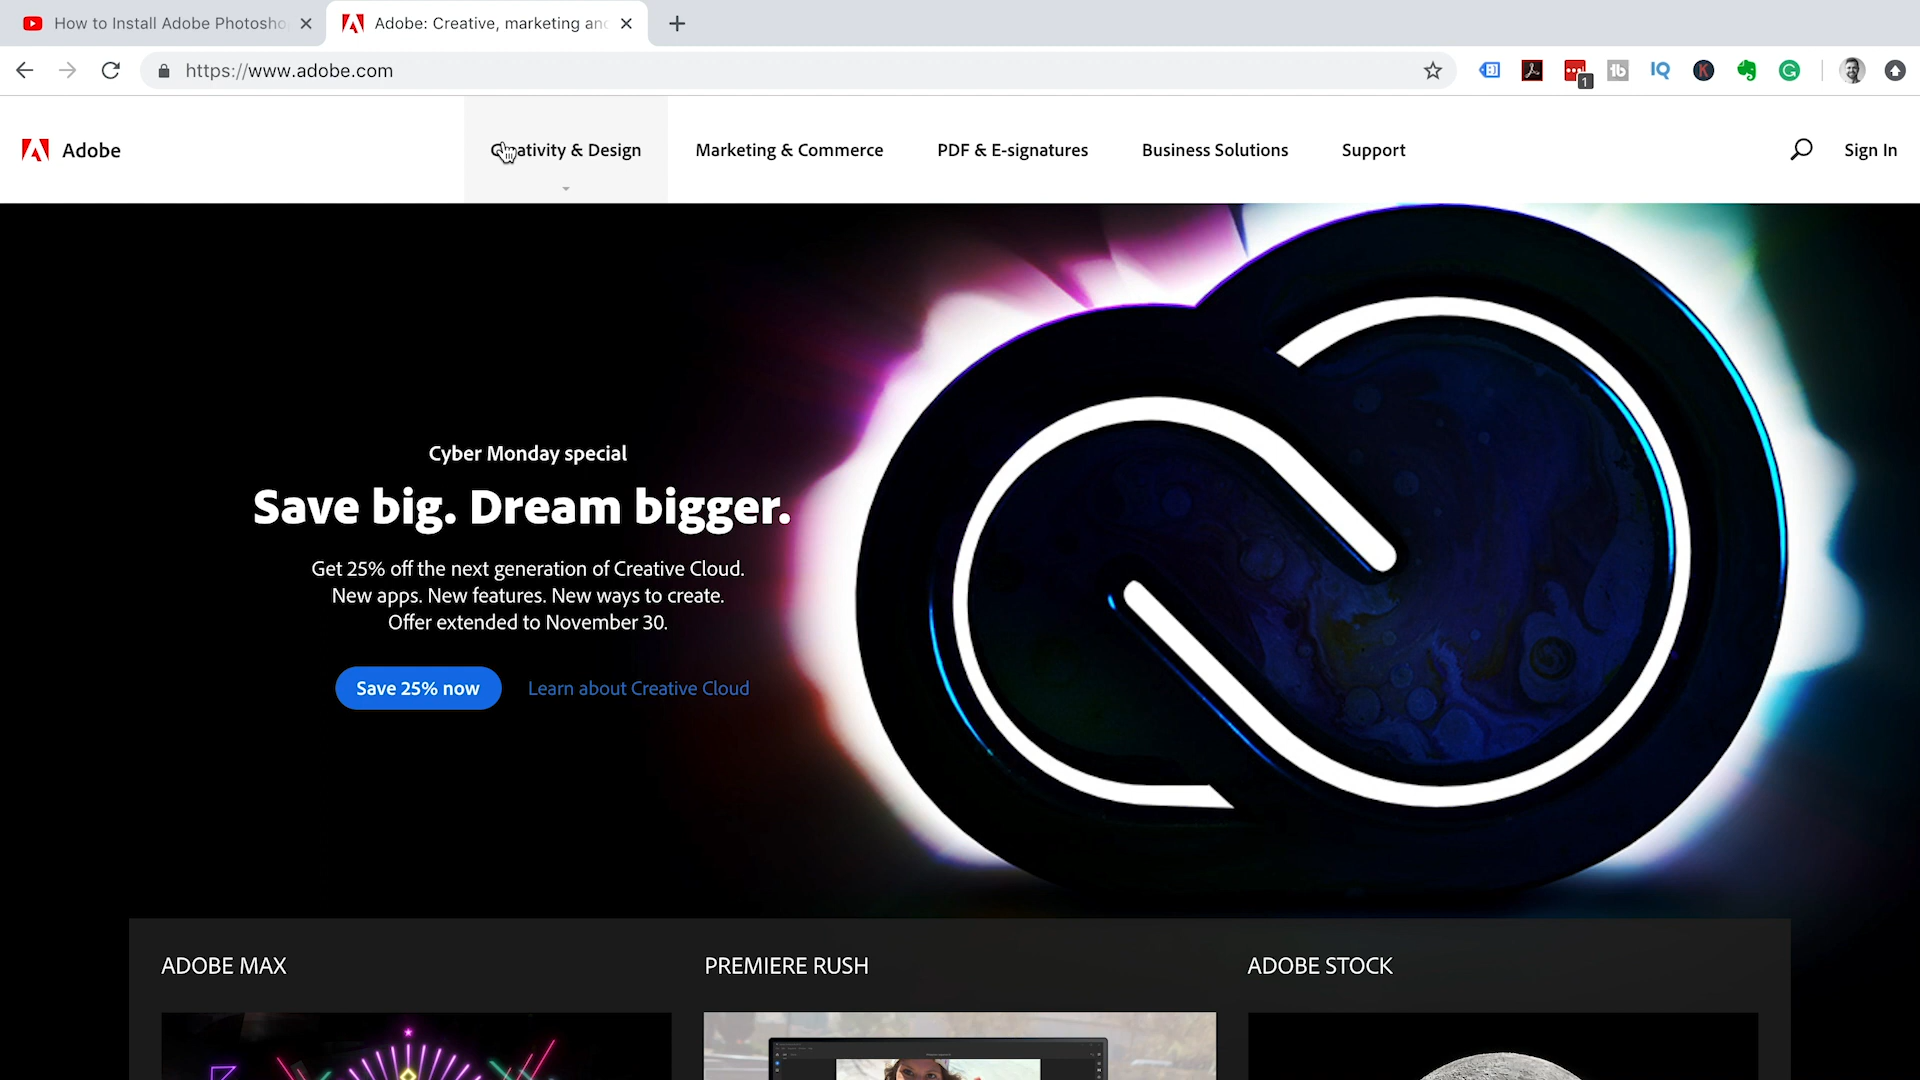 How to Install Adobe Photosho
Adobe: Creative, marketing an
https://www.adobe.com
1
Adobe
Creativity & Design
Marketing & Commerce
PDF & E-signatures
Business Solutions
Support
Sign In
Cyber Monday special
Save big. Dream bigger.
Get 25% off the next generation of Creative Cloud.
New apps. New features. New ways to create.
Offer extended to November 30.
Save 25% now
Learn about Creative Cloud
ADOBE MAX
PREMIERE RUSH
ADOBE STOCK